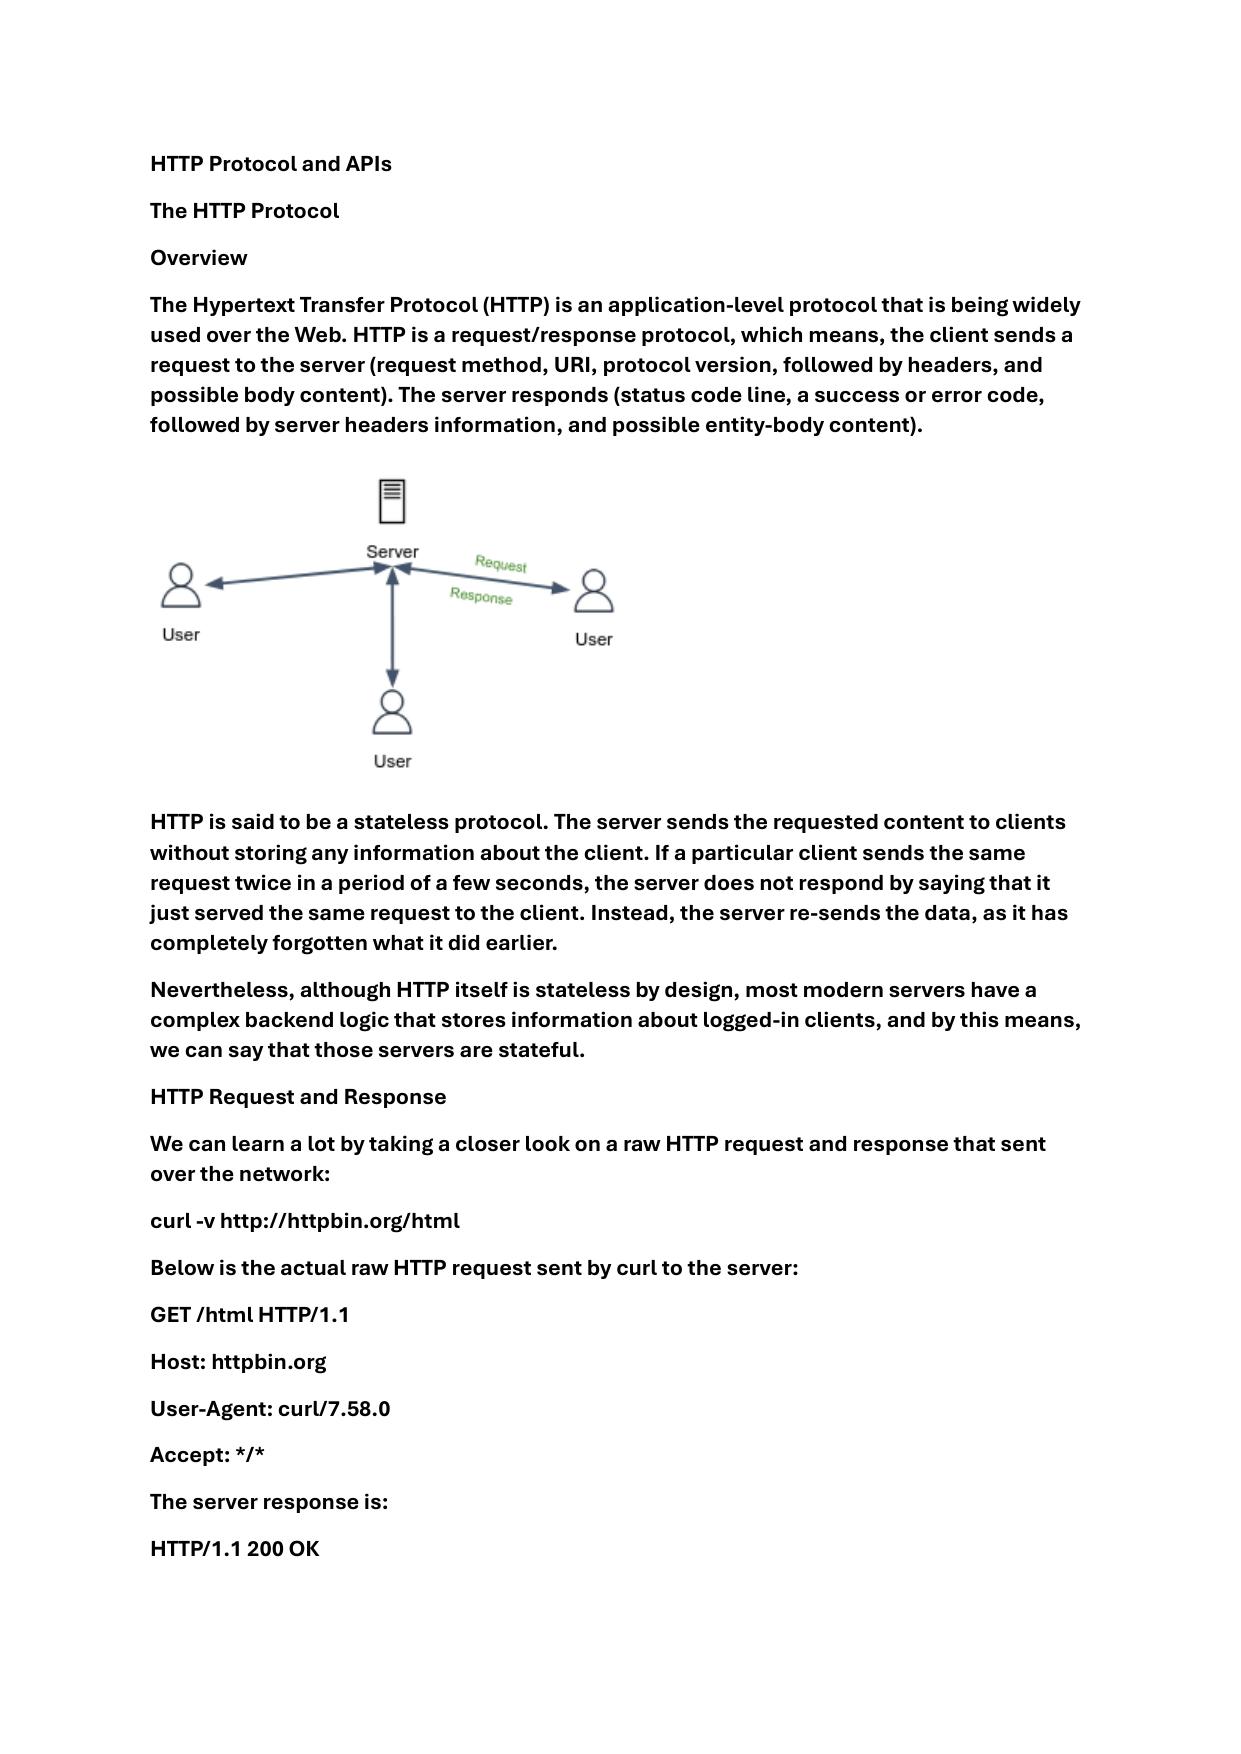 HTTP Protocol and APIs
The HTTP Protocol
Overview
The Hypertext Transfer Protocol (HTTP) is an application-level protocol that is being widely
used over the Web. HTTP is a request/response protocol, which means, the client sends a
request to the server (request method, URI, protocol version, followed by headers, and
possible body content). The server responds (status code line, a success or error code,
followed by server headers information, and possible entity-body content).
Server
Request
Response
User
User
User
HTTP is said to be a stateless protocol. The server sends the requested content to clients
without storing any information about the client. If a particular client sends the same
request twice in a period of a few seconds, the server does not respond by saying that it
just served the same request to the client. Instead, the server re-sends the data, as it has
completely forgotten what it did earlier.
Nevertheless, although HTTP itself is stateless by design, most modern servers have a
complex backend logic that stores information about logged-in clients, and by this means,
we can say that those servers are stateful.
HTTP Request and Response
We can learn a lot by taking a closer look on a raw HTTP request and response that sent
over the network:
curl -v http://httpbin.org/html
Below is the actual raw HTTP request sent by curl to the server:
GET /html HTTP/1.1
Host: httpbin.org
User-Agent: curl/7.58.0
Accept: */*
The server response is:
HTTP/1.1 200 OK